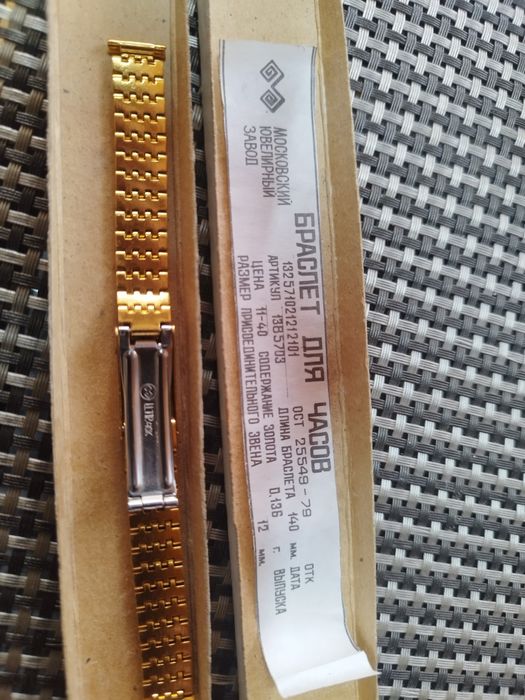 МОСКОВСКИЙ
ЮВЕЛИРНЫЙ
ЗАВОД
БРАСЛЕТ ДЛЯ ЧАСОВ
132571021212101 ОСТ 25549-79 ОТК
АРТИКУЛ 13В5703 ДЛИНА БРАСЛЕТА 140 мм. ДАТА
ЦЕНА 11-40 СОДЕРЖАНИЕ ЗОЛОТА 0,136 г. ВЫПУСКА
РАЗМЕР ПРИСОЕДИНИТЕЛЬНОГО ЗВЕНА 12 мм.